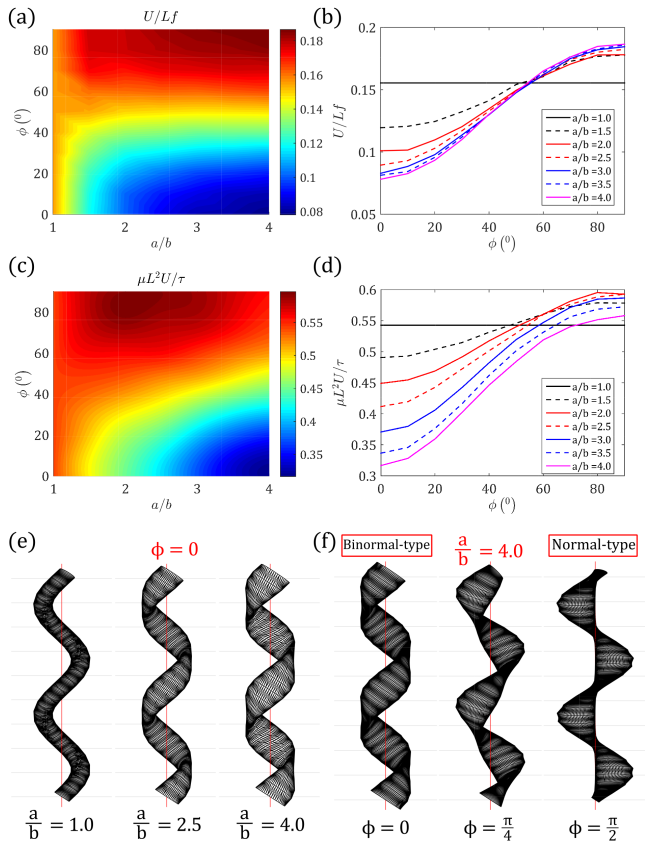 (a)
U/Lf
ϕ (⁰)
80
60
40
20
0
1
2
3
4
a/b
0.18
0.16
0.14
0.12
0.1
0.08
(b)
U/Lf
0.2
0.15
0.1
0.05
0
20
40
60
80
ϕ (⁰)
a/b =1.0
a/b =1.5
a/b =2.0
a/b =2.5
a/b =3.0
a/b =3.5
a/b =4.0
(c)
μL²U/τ
ϕ (⁰)
80
60
40
20
0
1
2
3
4
a/b
0.55
0.5
0.45
0.4
0.35
(d)
μL²U/τ
0.6
0.55
0.5
0.45
0.4
0.35
0.3
0
20
40
60
80
ϕ (⁰)
a/b =1.0
a/b =1.5
a/b =2.0
a/b =2.5
a/b =3.0
a/b =3.5
a/b =4.0
(e)
ϕ = 0
a/b = 1.0
a/b = 2.5
a/b = 4.0
(f)
Binormal-type
a/b = 4.0
Normal-type
ϕ = 0
ϕ = π/4
ϕ = π/2